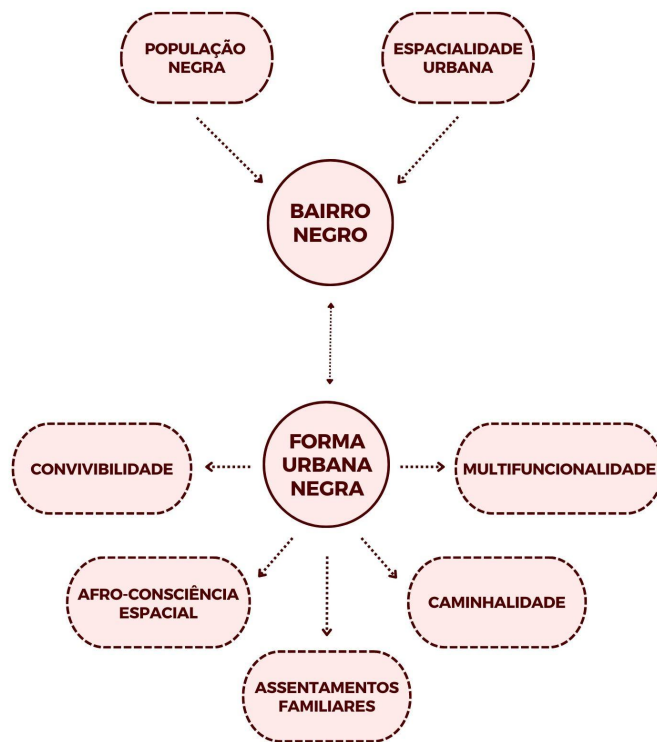 POPULAÇÃO
NEGRA
ESPACIALIDADE
URBANA
BAIRRO
NEGRO
FORMA
URBANA
NEGRA
CONVIVIBILIDADE
MULTIFUNCIONALIDADE
AFRO-CONSCIÊNCIA
ESPACIAL
CAMINHALIDADE
ASSENTAMENTOS
FAMILIARES